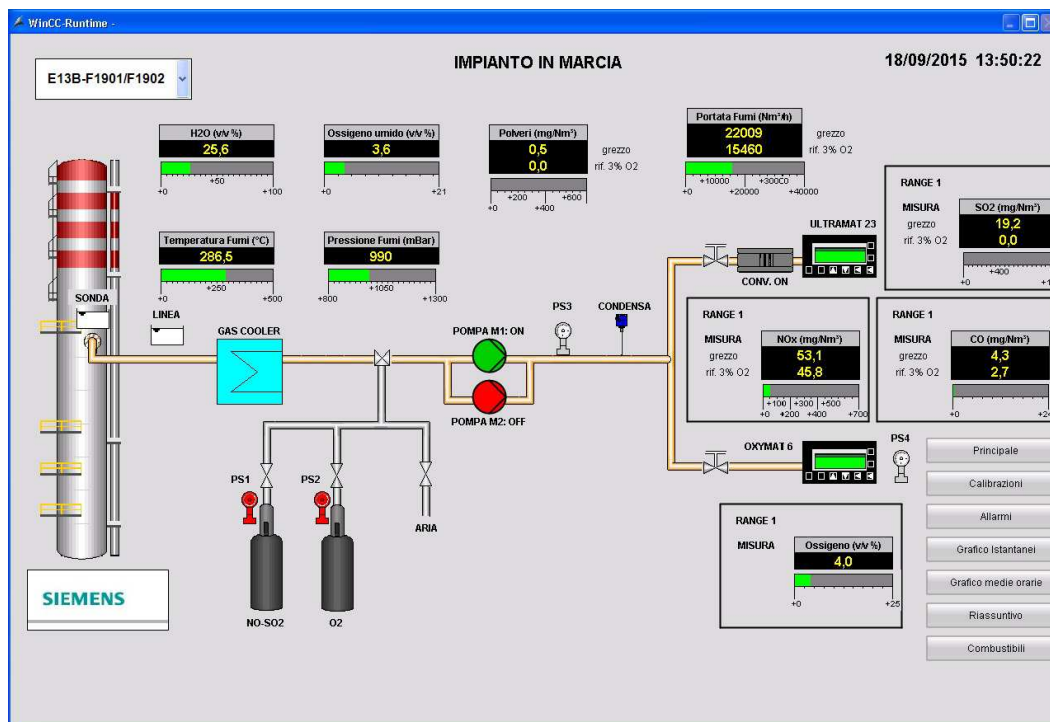 WinCC-Runtime -
E13B-F1901/F1902
IMPIANTO IN MARCIA
18/09/2015 13:50:22
H2O (v/v %)
25,6
+0 +50 +100
Ossigeno umido (v/v %)
3,6
+0 +21
Polveri (mg/Nm³)
0,5 grezzo
0,0 rif. 3% O2
+200 +600
+0 +400
Portata Fumi (Nm³/h)
22009 grezzo
15460 rif. 3% O2
+10000 +30000
+0 +20000 +40000
Temperatura Fumi (°C)
286,5
+250
+0 +500
Pressione Fumi (mBar)
990
+1050
+800 +1300
ULTRAMAT 23
CONV. ON
RANGE 1
MISURA SO2 (mg/Nm³)
grezzo 19,2
rif. 3% O2 0,0
+400
+0
SONDA
LINEA
GAS COOLER
POMPA M1: ON
POMPA M2: OFF
PS3
CONDENSA
RANGE 1
MISURA NOx (mg/Nm³)
grezzo 53,1
rif. 3% O2 45,8
+100 +300 +500
+0 +200 +400 +700
RANGE 1
MISURA CO (mg/Nm³)
grezzo 4,3
rif. 3% O2 2,7
+0
OXYMAT 6
PS4
PS1
PS2
ARIA
NO-SO2
O2
RANGE 1
MISURA Ossigeno (v/v %)
4,0
+0 +25
SIEMENS
Principale
Calibrazioni
Allarmi
Grafico Istantanei
Grafico medie orarie
Riassuntivo
Combustibili